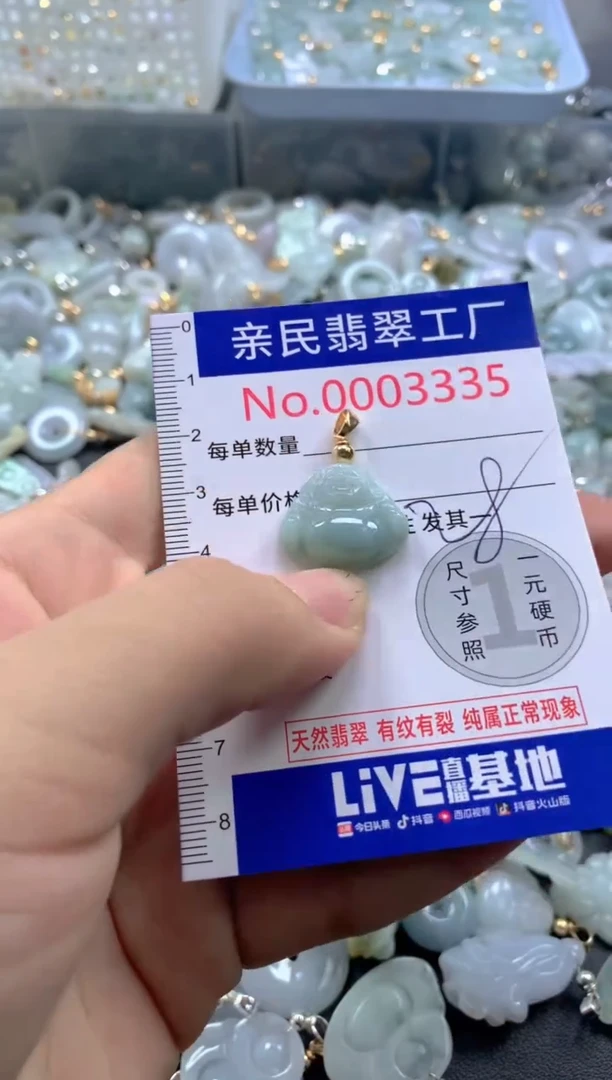 0
亲民翡翠工厂
1
No.0003335
2
每单数量
3
每单价格
发其一
4
尺寸参照
1
一元硬币
天然翡翠 有纹有裂 纯属正常现象
7
LiVE直播基地
8
今日头条 抖音 西瓜视频 抖音火山版